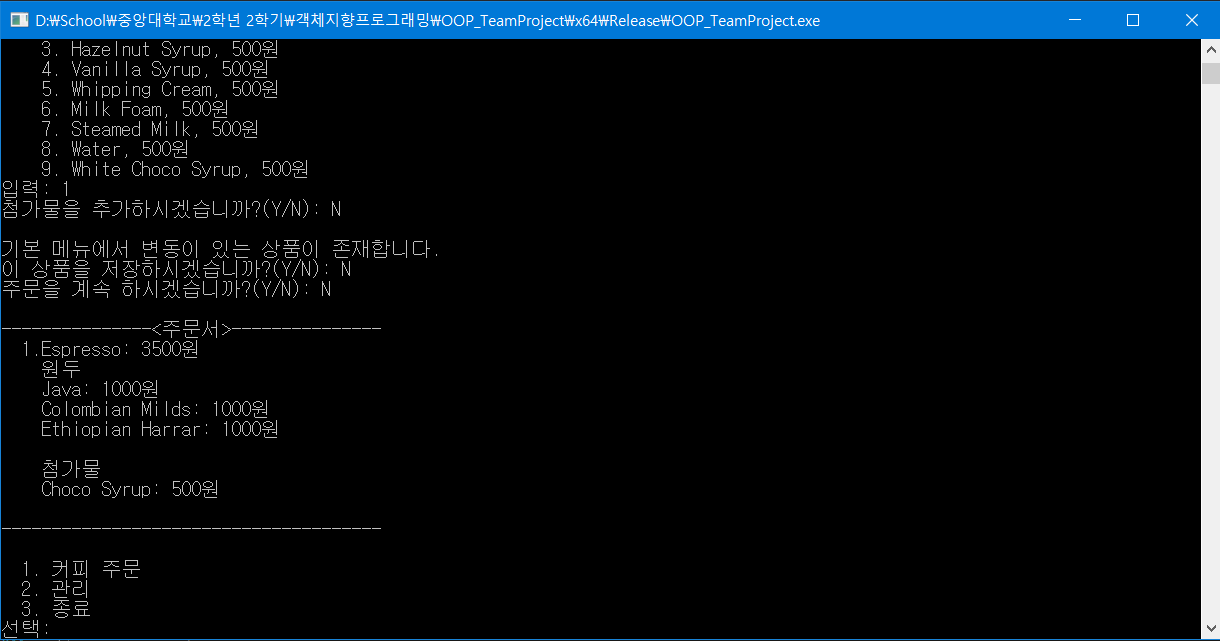 D:\School\중앙대학교\2학년 2학기\객체지향프로그래밍\OOP_TeamProject\x64\Release\OOP_TeamProject.exe
3. Hazelnut Syrup, 500원
4. Vanilla Syrup, 500원
5. Whipping Cream, 500원
6. Milk Foam, 500원
7. Steamed Milk, 500원
8. Water, 500원
9. White Choco Syrup, 500원
입력: 1
첨가물을 추가하시겠습니까?(Y/N): N
기본 메뉴에서 변동이 있는 상품이 존재합니다.
이 상품을 저장하시겠습니까?(Y/N): N
주문을 계속 하시겠습니까?(Y/N): N
---------------<주문서>---------------
1.Espresso: 3500원
원두
Java: 1000원
Colombian Milds: 1000원
Ethiopian Harrar: 1000원
첨가물
Choco Syrup: 500원
--------------------------------------
1. 커피 주문
2. 관리
3. 종료
선택: